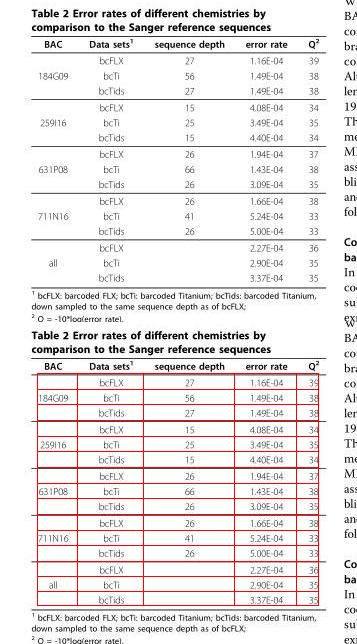 Table 2 Error rates of different chemistries by
comparison to the Sanger reference sequences
BAC Data sets¹ sequence depth error rate Q²
bcFLX 27 1.16E-04 39
184G09 bcTi 56 1.49E-04 38
bcTids 27 1.49E-04 38
bcFLX 15 4.08E-04 34
259I16 bcTi 25 3.49E-04 35
bcTids 15 4.40E-04 34
bcFLX 26 1.94E-04 37
631P08 bcTi 66 1.43E-04 38
bcTids 26 3.09E-04 35
bcFLX 26 1.66E-04 38
711N16 bcTi 41 5.24E-04 33
bcTids 26 5.00E-04 33
bcFLX 2.27E-04 36
all bcTi 2.90E-04 35
bcTids 3.37E-04 35
¹ bcFLX: barcoded FLX; bcTi: barcoded Titanium; bcTids: barcoded Titanium,
down sampled to the same sequence depth as of bcFLX;
² Q = -10*log(error rate).
Table 2 Error rates of different chemistries by
comparison to the Sanger reference sequences
BAC Data sets¹ sequence depth error rate Q²
bcFLX 27 1.16E-04 39
184G09 bcTi 56 1.49E-04 38
bcTids 27 1.49E-04 38
bcFLX 15 4.08E-04 34
259I16 bcTi 25 3.49E-04 35
bcTids 15 4.40E-04 34
bcFLX 26 1.94E-04 37
631P08 bcTi 66 1.43E-04 38
bcTids 26 3.09E-04 35
bcFLX 26 1.66E-04 38
711N16 bcTi 41 5.24E-04 33
bcTids 26 5.00E-04 33
bcFLX 2.27E-04 36
all bcTi 2.90E-04 35
bcTids 3.37E-04 35
¹ bcFLX: barcoded FLX; bcTi: barcoded Titanium; bcTids: barcoded Titanium,
down sampled to the same sequence depth as of bcFLX;
² Q = -10*log(error rate).